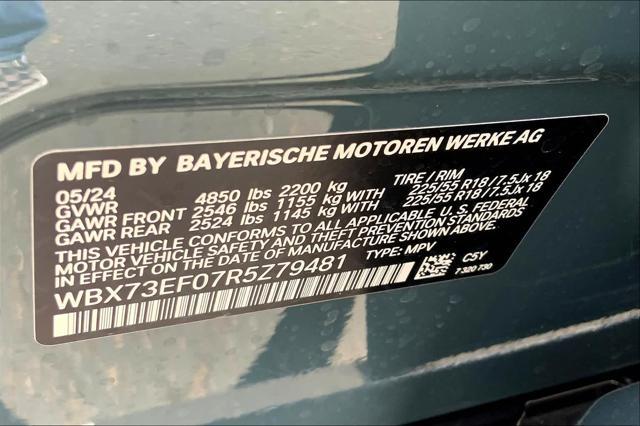 MFD BY BAYERISCHE MOTOREN WERKE AG
05/24
GVWR 4850 lbs 2200 kg TIRE / RIM
GAWR FRONT 2546 lbs 1155 kg WITH 225/55 R18/7.5Jx 18
GAWR REAR 2524 lbs 1145 kg WITH 225/55 R18/7.5Jx 18
THIS VEHICLE CONFORMS TO ALL APPLICABLE U. S. FEDERAL
MOTOR VEHICLE SAFETY AND THEFT PREVENTION STANDARDS
IN EFFECT ON THE DATE OF MANUFACTURE SHOWN ABOVE.
WBX73EF07R5Z79481 TYPE: MPV C5Y
7 320 730